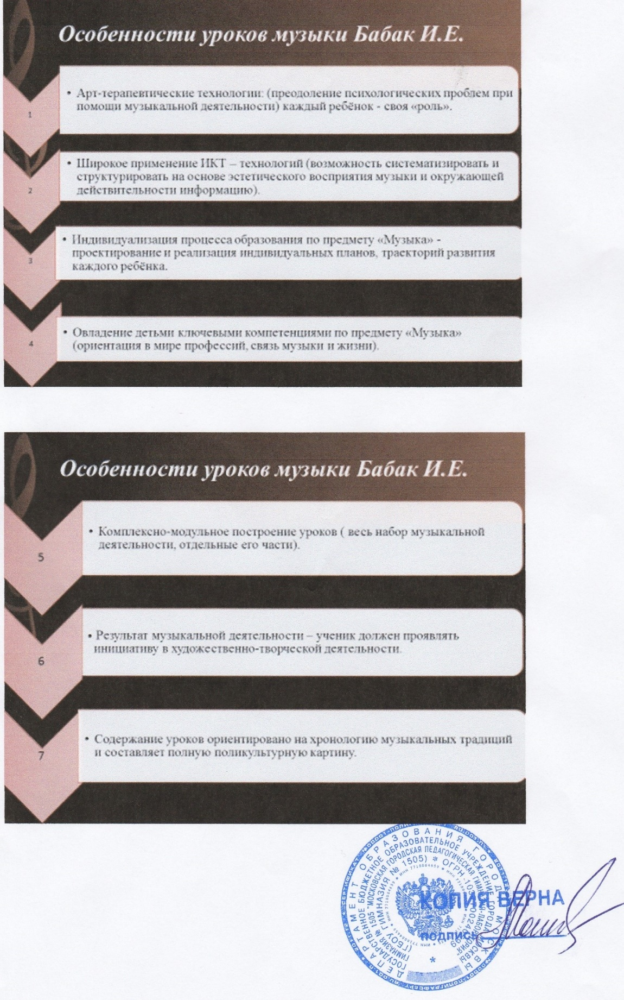 Особенности уроков музыки Бабак И.Е.
1
• Арт-терапевтические технологии: (преодоление психологических проблем при
помощи музыкальной деятельности) каждый ребёнок - своя «роль».
2
• Широкое применение ИКТ – технологий (возможность систематизировать и
структурировать на основе эстетического восприятия музыки и окружающей
действительности информацию).
3
• Индивидуализация процесса образования по предмету «Музыка» -
проектирование и реализация индивидуальных планов, траекторий развития
каждого ребёнка.
4
• Овладение детьми ключевыми компетенциями по предмету «Музыка»
(ориентация в мире профессий, связь музыки и жизни).
Особенности уроков музыки Бабак И.Е.
5
• Комплексно-модульное построение уроков ( весь набор музыкальной
деятельности, отдельные его части).
6
• Результат музыкальной деятельности – ученик должен проявлять
инициативу в художественно-творческой деятельности.
7
• Содержание уроков ориентировано на хронологию музыкальных традиций
и составляет полную поликультурную картину.
ДЕПАРТАМЕНТ ОБРАЗОВАНИЯ ГОРОДА МОСКВЫ
ГОСУДАРСТВЕННОЕ БЮДЖЕТНОЕ ОБРАЗОВАТЕЛЬНОЕ УЧРЕЖДЕНИЕ ГОРОДА МОСКВЫ
ГИМНАЗИЯ № 1505 "МОСКОВСКАЯ ГОРОДСКАЯ ПЕДАГОГИЧЕСКАЯ ГИМНАЗИЯ-ЛАБОРАТОРИЯ"
(ГБОУ ГИМНАЗИЯ № 1505) * ОГРН
ИНН 7718084659
КОПИЯ ВЕРНА
ПОДПИСЬ